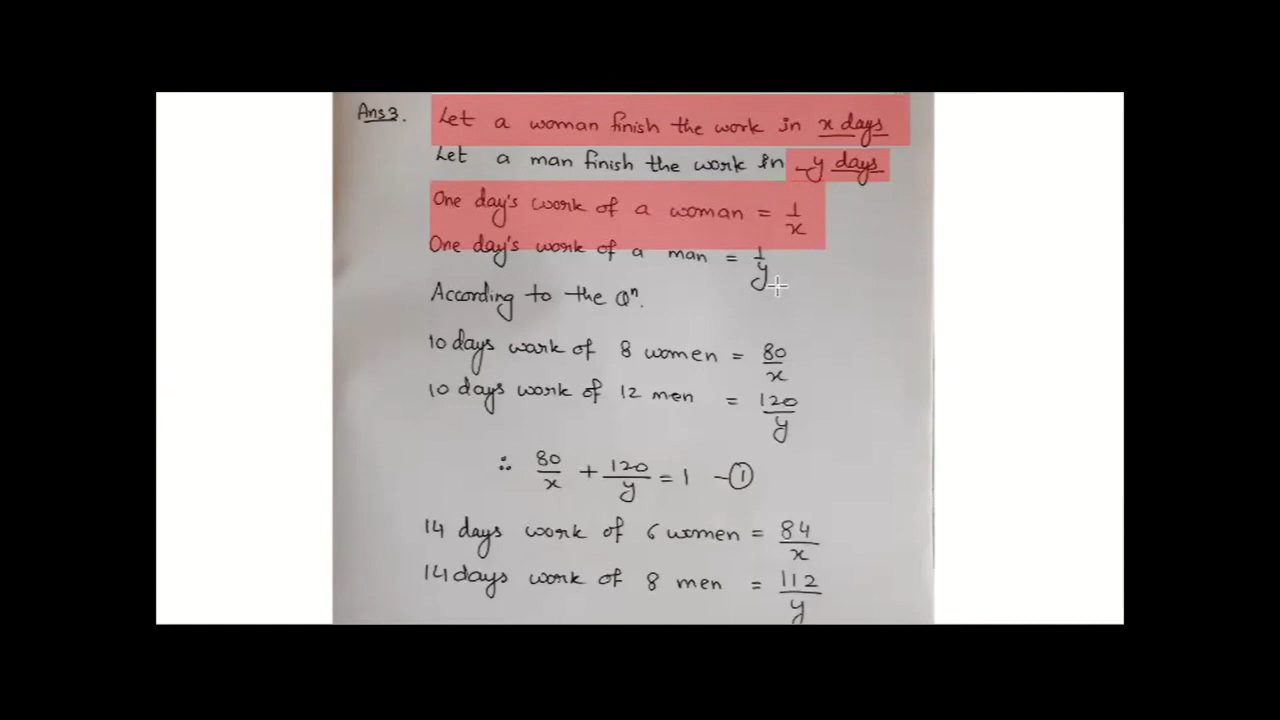 Ans 3.
Let a woman finish the work in x days
Let a man finish the work in y days
One day's work of a woman = 1/x
One day's work of a man = 1/y
According to the Qⁿ.
10 days work of 8 women = 80/x
10 days work of 12 men = 120/y
∴ 80/x + 120/y = 1 - ①
14 days work of 6 women = 84/x
14 days work of 8 men = 112/y